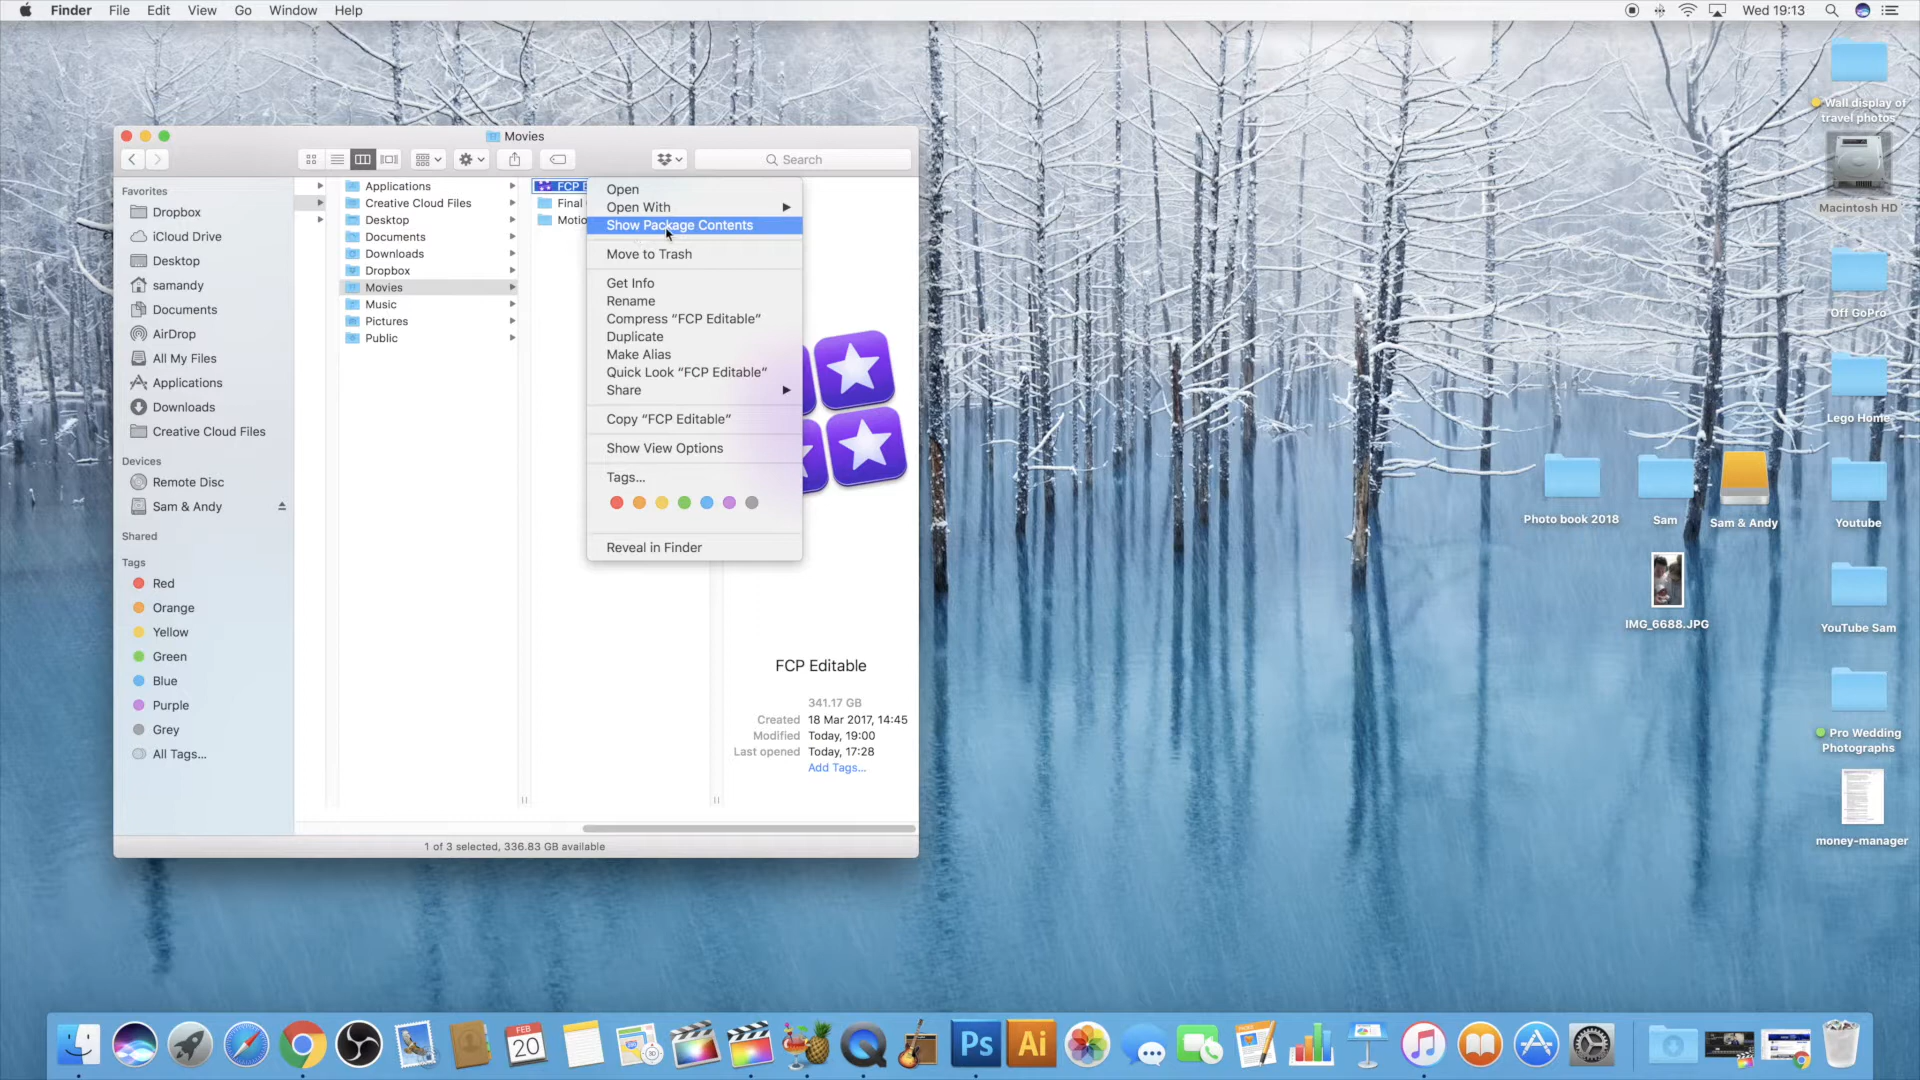 Finder File Edit View Go Window Help
Wed 19:13
Movies
Search
Favorites
Dropbox
iCloud Drive
Desktop
samandy
Documents
AirDrop
All My Files
Applications
Downloads
Creative Cloud Files
Devices
Remote Disc
Sam & Andy
Shared
Tags
Red
Orange
Yellow
Green
Blue
Purple
Grey
All Tags...
Applications
Creative Cloud Files
Desktop
Documents
Downloads
Dropbox
Movies
Music
Pictures
Public
FCP E
Final
Motio
Open
Open With
Show Package Contents
Move to Trash
Get Info
Rename
Compress “FCP Editable”
Duplicate
Make Alias
Quick Look “FCP Editable”
Share
Copy “FCP Editable”
Show View Options
Tags...
Reveal in Finder
FCP Editable
341.17 GB
Created 18 Mar 2017, 14:45
Modified Today, 19:00
Last opened Today, 17:28
Add Tags...
1 of 3 selected, 336.83 GB available
Wall display of
travel photos
Macintosh HD
Off GoPro
Lego Home
Photo book 2018
Sam
Sam & Andy
Youtube
IMG_6688.JPG
YouTube Sam
Pro Wedding
Photographs
money-manager
FEB
20
Ps
Ai